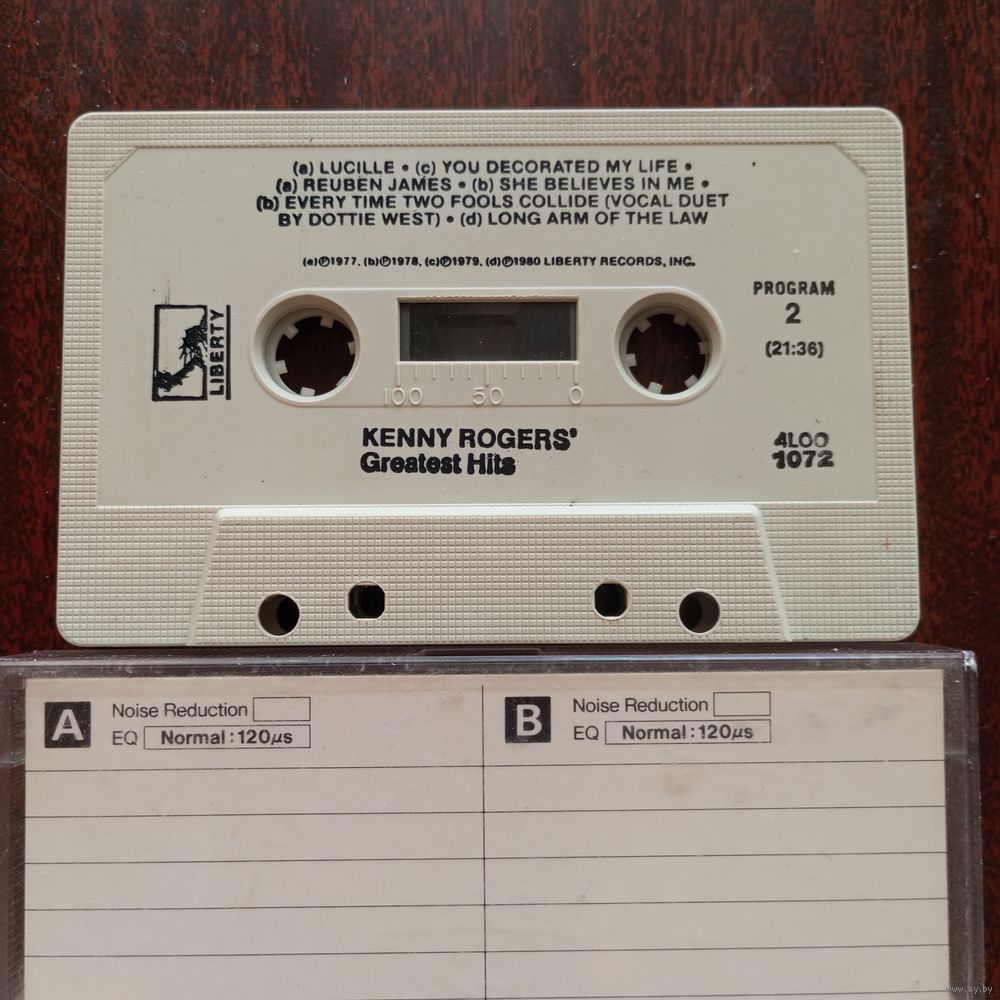 (a) LUCILLE • (c) YOU DECORATED MY LIFE •
(a) REUBEN JAMES • (b) SHE BELIEVES IN ME •
(b) EVERY TIME TWO FOOLS COLLIDE (VOCAL DUET
BY DOTTIE WEST) • (d) LONG ARM OF THE LAW
(a)℗1977, (b)℗1978, (c)℗1979, (d)℗1980 LIBERTY RECORDS, INC.
PROGRAM
2
(21:36)
LIBERTY
100 50 0
KENNY ROGERS'
Greatest Hits
4LOO
1072
A Noise Reduction
EQ Normal : 120µs
B Noise Reduction
EQ Normal : 120µs
www.ay.by